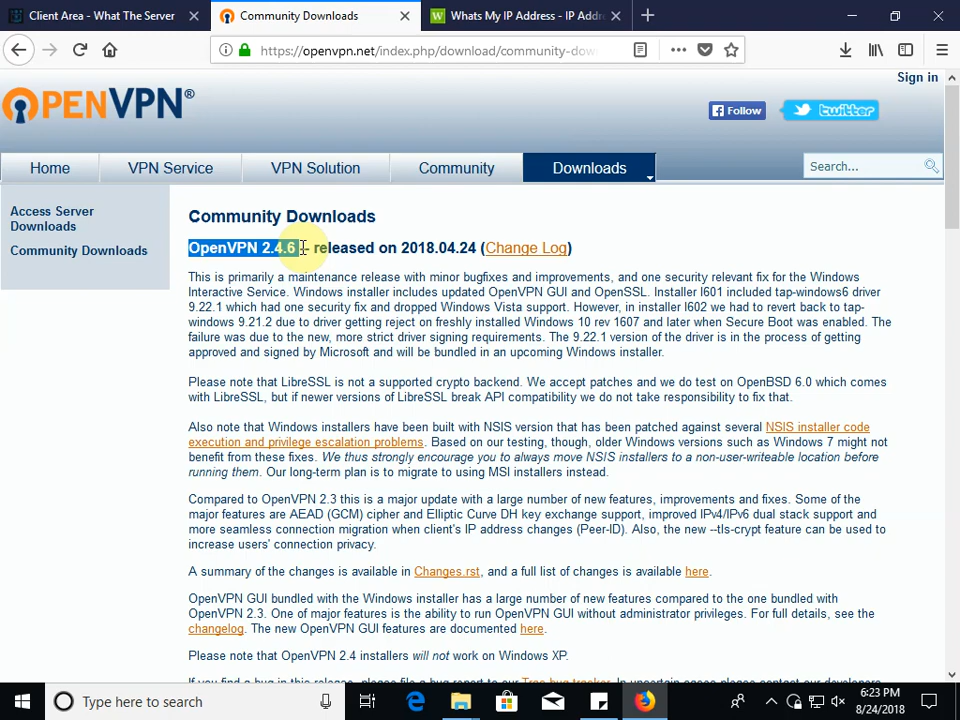 Client Area - What The Server
Community Downloads
Whats My IP Address - IP Addr
https://openvpn.net/index.php/download/community-dow
Sign in
OPENVPN®
Follow
twitter
Home
VPN Service
VPN Solution
Community
Downloads
Search...
Access Server
Downloads
Community Downloads
Community Downloads
OpenVPN 2.4.6 -- released on 2018.04.24 (Change Log)
This is primarily a maintenance release with minor bugfixes and improvements, and one security relevant fix for the Windows
Interactive Service. Windows installer includes updated OpenVPN GUI and OpenSSL. Installer I601 included tap-windows6 driver
9.22.1 which had one security fix and dropped Windows Vista support. However, in installer I602 we had to revert back to tap-
windows 9.21.2 due to driver getting reject on freshly installed Windows 10 rev 1607 and later when Secure Boot was enabled. The
failure was due to the new, more strict driver signing requirements. The 9.22.1 version of the driver is in the process of getting
approved and signed by Microsoft and will be bundled in an upcoming Windows installer.
Please note that LibreSSL is not a supported crypto backend. We accept patches and we do test on OpenBSD 6.0 which comes
with LibreSSL, but if newer versions of LibreSSL break API compatibility we do not take responsibility to fix that.
Also note that Windows installers have been built with NSIS version that has been patched against several NSIS installer code
execution and privilege escalation problems. Based on our testing, though, older Windows versions such as Windows 7 might not
benefit from these fixes. We thus strongly encourage you to always move NSIS installers to a non-user-writeable location before
running them. Our long-term plan is to migrate to using MSI installers instead.
Compared to OpenVPN 2.3 this is a major update with a large number of new features, improvements and fixes. Some of the
major features are AEAD (GCM) cipher and Elliptic Curve DH key exchange support, improved IPv4/IPv6 dual stack support and
more seamless connection migration when client's IP address changes (Peer-ID). Also, the new --tls-crypt feature can be used to
increase users' connection privacy.
A summary of the changes is available in Changes.rst, and a full list of changes is available here.
OpenVPN GUI bundled with the Windows installer has a large number of new features compared to the one bundled with
OpenVPN 2.3. One of major features is the ability to run OpenVPN GUI without administrator privileges. For full details, see the
changelog. The new OpenVPN GUI features are documented here.
Please note that OpenVPN 2.4 installers will not work on Windows XP.
If you find a bug in this release, please file a bug report to our Trac bug tracker. In uncertain cases please contact our developers
Type here to search
6:23 PM
8/24/2018